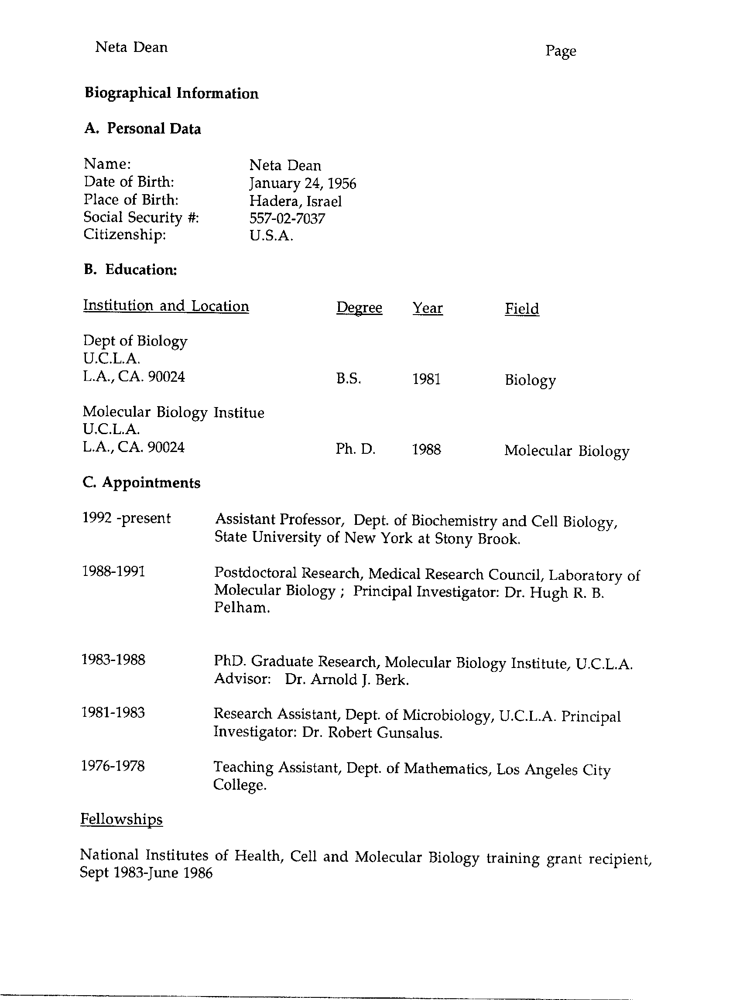 Neta Dean Page
Biographical Information
A. Personal Data
Name: Neta Dean
Date of Birth: January 24, 1956
Place of Birth: Hadera, Israel
Social Security #: 557-02-7037
Citizenship: U.S.A.
B. Education:
Institution and Location Degree Year Field
Dept of Biology
U.C.L.A.
L.A., CA. 90024 B.S. 1981 Biology
Molecular Biology Institue
U.C.L.A.
L.A., CA. 90024 Ph. D. 1988 Molecular Biology
C. Appointments
1992 -present Assistant Professor, Dept. of Biochemistry and Cell Biology,
State University of New York at Stony Brook.
1988-1991 Postdoctoral Research, Medical Research Council, Laboratory of
Molecular Biology ; Principal Investigator: Dr. Hugh R. B.
Pelham.
1983-1988 PhD. Graduate Research, Molecular Biology Institute, U.C.L.A.
Advisor: Dr. Arnold J. Berk.
1981-1983 Research Assistant, Dept. of Microbiology, U.C.L.A. Principal
Investigator: Dr. Robert Gunsalus.
1976-1978 Teaching Assistant, Dept. of Mathematics, Los Angeles City
College.
Fellowships
National Institutes of Health, Cell and Molecular Biology training grant recipient,
Sept 1983-June 1986